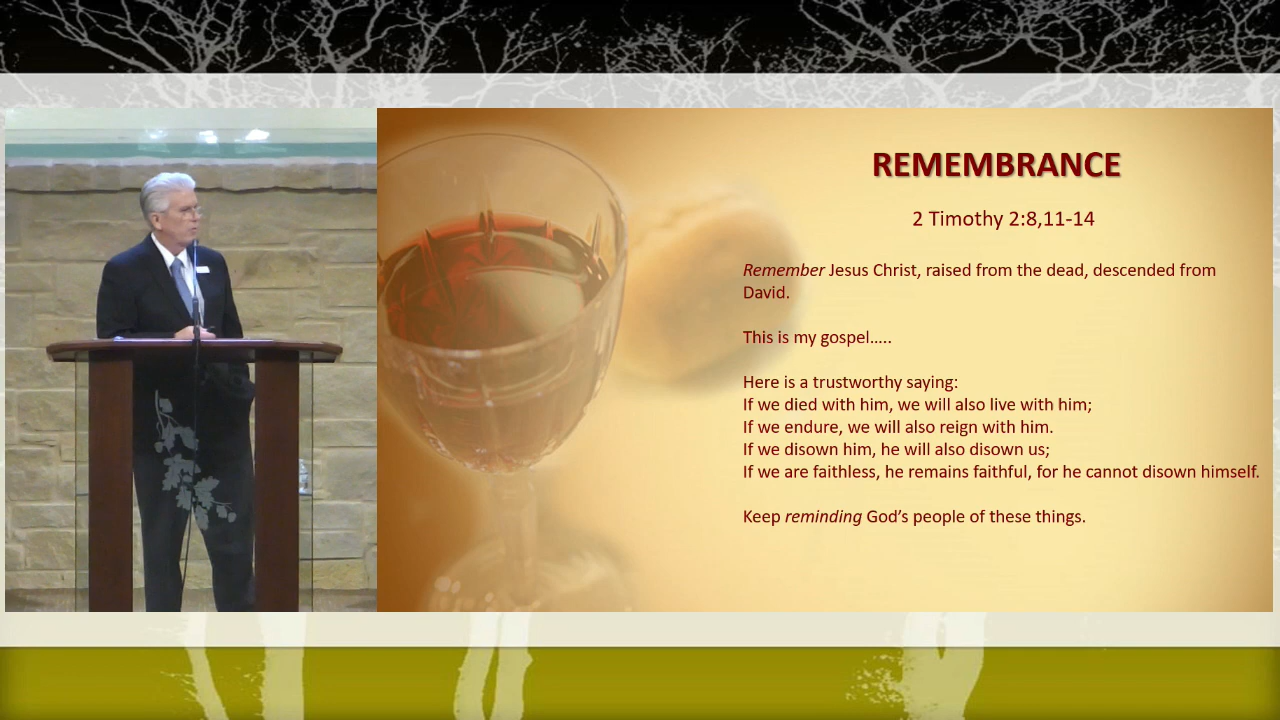 REMEMBRANCE
2 Timothy 2:8,11-14
Remember Jesus Christ, raised from the dead, descended from
David.
This is my gospel…..
Here is a trustworthy saying:
If we died with him, we will also live with him;
If we endure, we will also reign with him.
If we disown him, he will also disown us;
If we are faithless, he remains faithful, for he cannot disown himself.
Keep reminding God’s people of these things.